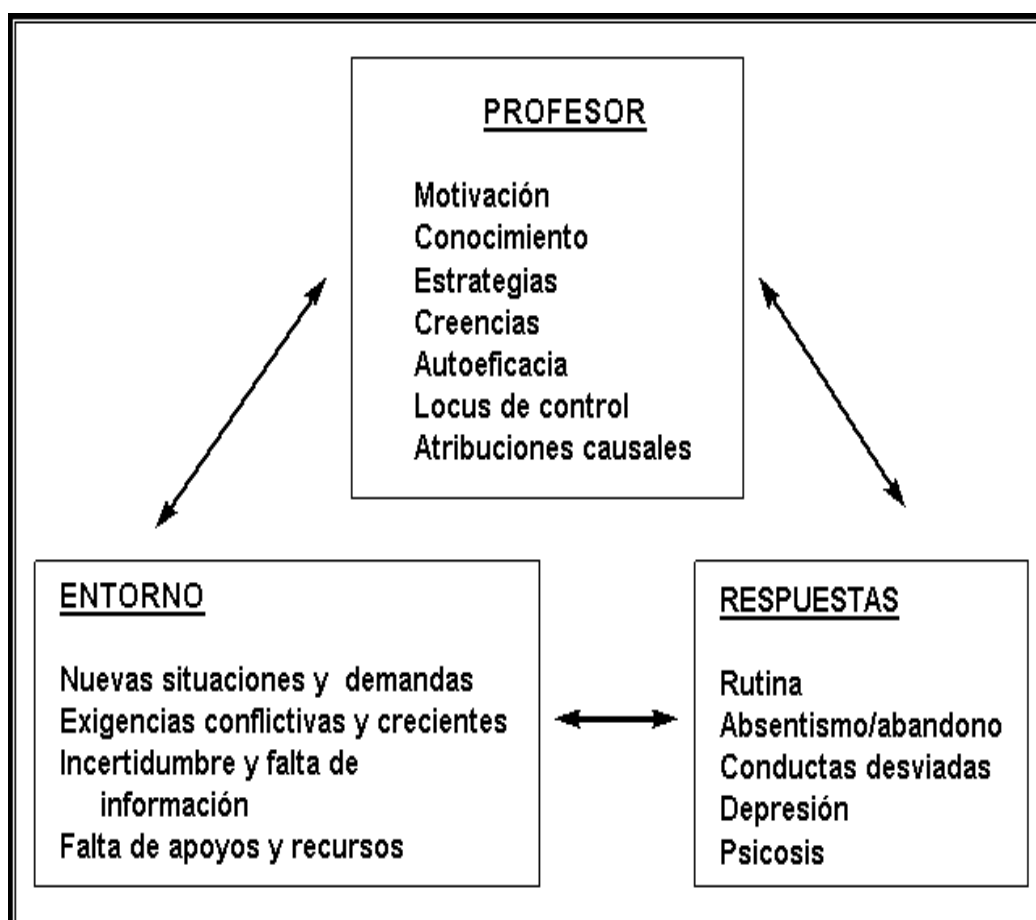 PROFESOR
Motivación
Conocimiento
Estrategias
Creencias
Autoeficacia
Locus de control
Atribuciones causales
ENTORNO
Nuevas situaciones y demandas
Exigencias conflictivas y crecientes
Incertidumbre y falta de
información
Falta de apoyos y recursos
RESPUESTAS
Rutina
Absentismo/abandono
Conductas desviadas
Depresión
Psicosis